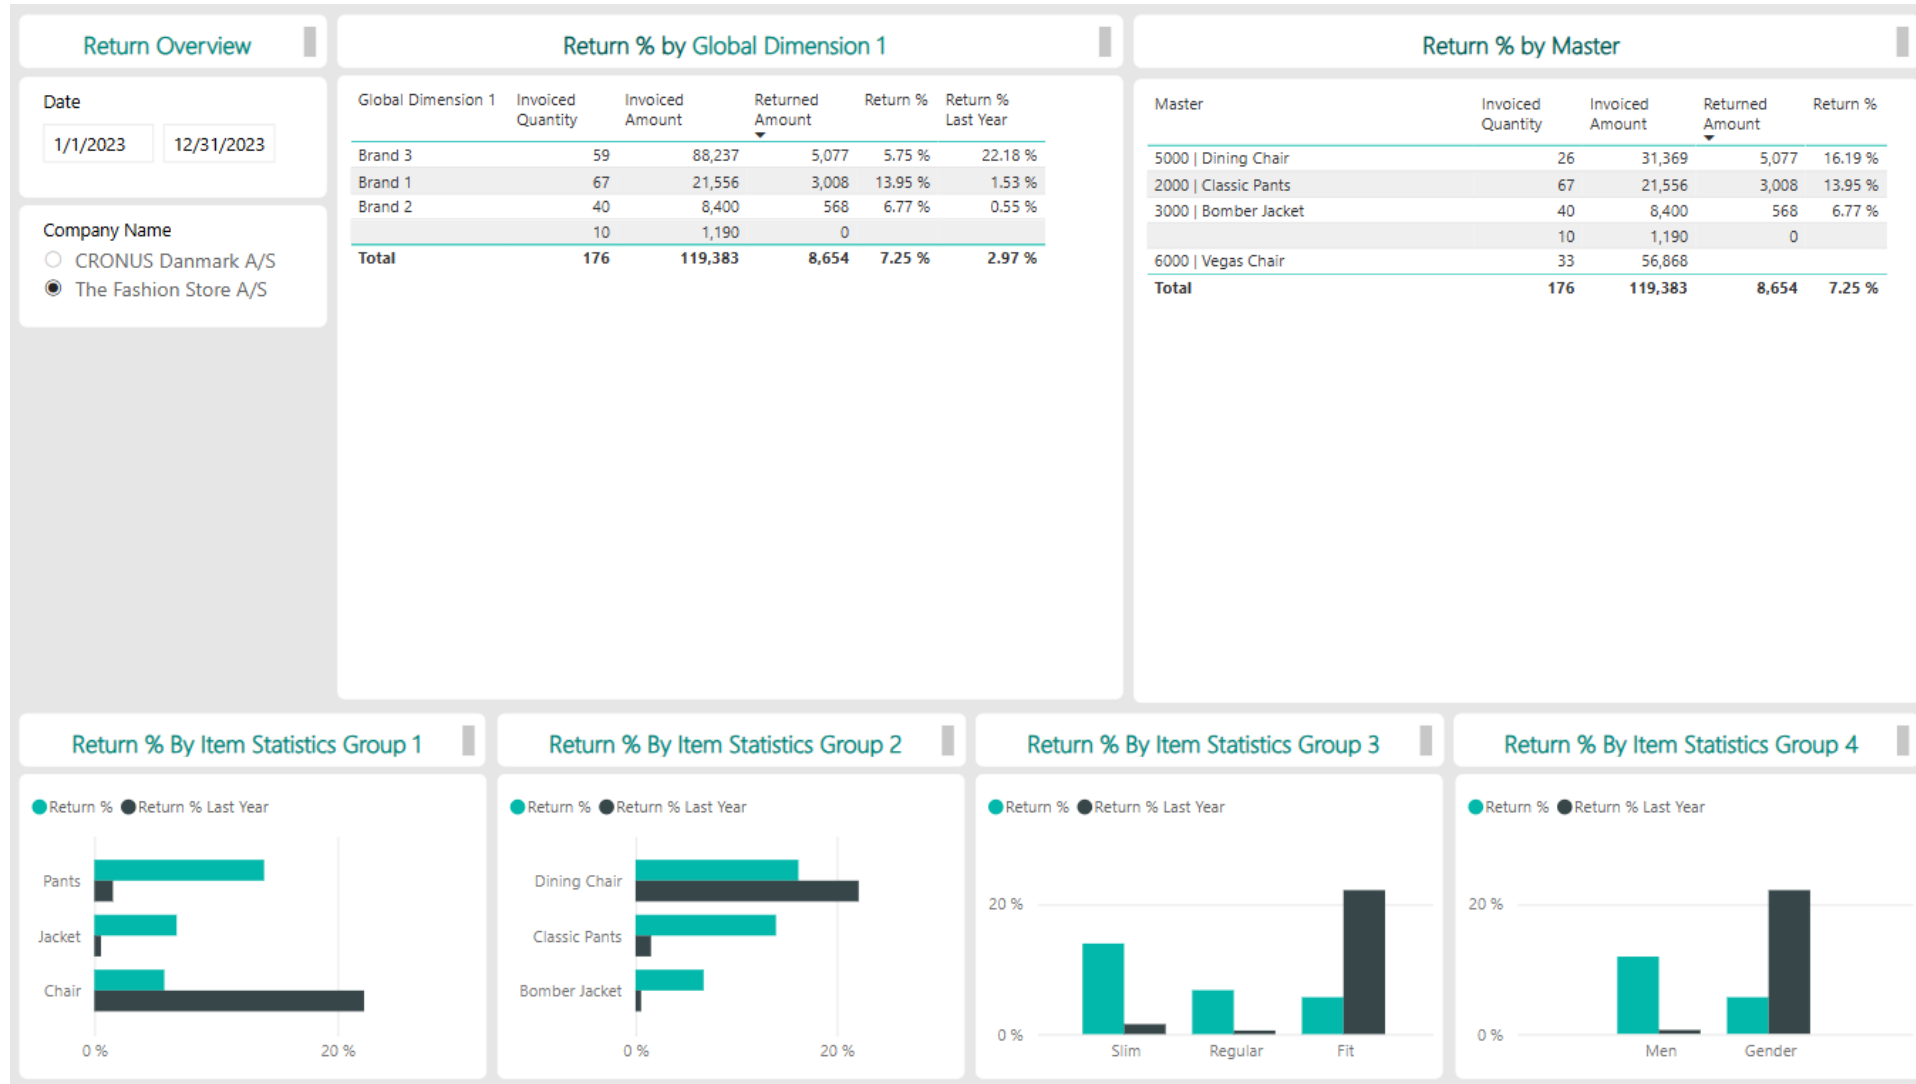 Return Overview
Date
1/1/2023 12/31/2023
Company Name
CRONUS Danmark A/S
The Fashion Store A/S
Return % by Global Dimension 1
Global Dimension 1 Invoiced Quantity Invoiced Amount Returned Amount Return % Return % Last Year
Brand 3 59 88,237 5,077 5.75 % 22.18 %
Brand 1 67 21,556 3,008 13.95 % 1.53 %
Brand 2 40 8,400 568 6.77 % 0.55 %
10 1,190 0
Total 176 119,383 8,654 7.25 % 2.97 %
Return % by Master
Master Invoiced Quantity Invoiced Amount Returned Amount Return %
5000 | Dining Chair 26 31,369 5,077 16.19 %
2000 | Classic Pants 67 21,556 3,008 13.95 %
3000 | Bomber Jacket 40 8,400 568 6.77 %
10 1,190 0
6000 | Vegas Chair 33 56,868
Total 176 119,383 8,654 7.25 %
Return % By Item Statistics Group 1
Return % Return % Last Year
Pants
Jacket
Chair
0 % 20 %
Return % By Item Statistics Group 2
Return % Return % Last Year
Dining Chair
Classic Pants
Bomber Jacket
0 % 20 %
Return % By Item Statistics Group 3
Return % Return % Last Year
20 %
0 %
Slim Regular Fit
Return % By Item Statistics Group 4
Return % Return % Last Year
20 %
0 %
Men Gender